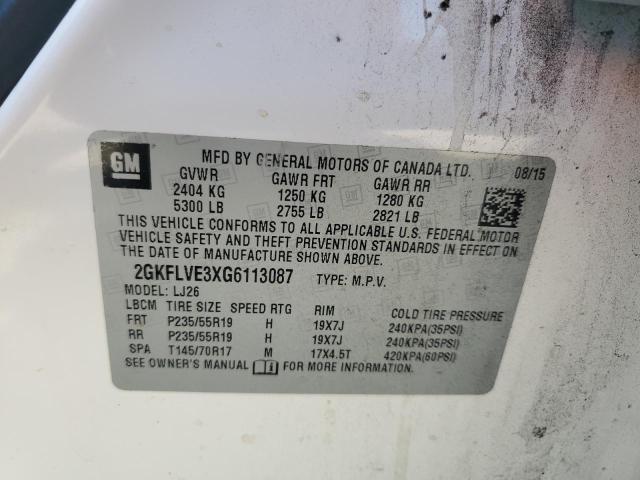 GM MFD BY GENERAL MOTORS OF CANADA LTD. 08/15
GVWR GAWR FRT GAWR RR
2404 KG 1250 KG 1280 KG
5300 LB 2755 LB 2821 LB
THIS VEHICLE CONFORMS TO ALL APPLICABLE U.S. FEDERAL MOTOR
VEHICLE SAFETY AND THEFT PREVENTION STANDARDS IN EFFECT ON
THE DATE OF MANUFACTURE SHOWN ABOVE.
2GKFLVE3XG6113087 TYPE: M.P.V.
MODEL: LJ26
LBCM TIRE SIZE SPEED RTG RIM COLD TIRE PRESSURE
FRT P235/55R19 H 19X7J 240KPA(35PSI)
RR P235/55R19 H 19X7J 240KPA(35PSI)
SPA T145/70R17 M 17X4.5T 420KPA(60PSI)
SEE OWNER'S MANUAL FOR MORE INFORMATION.